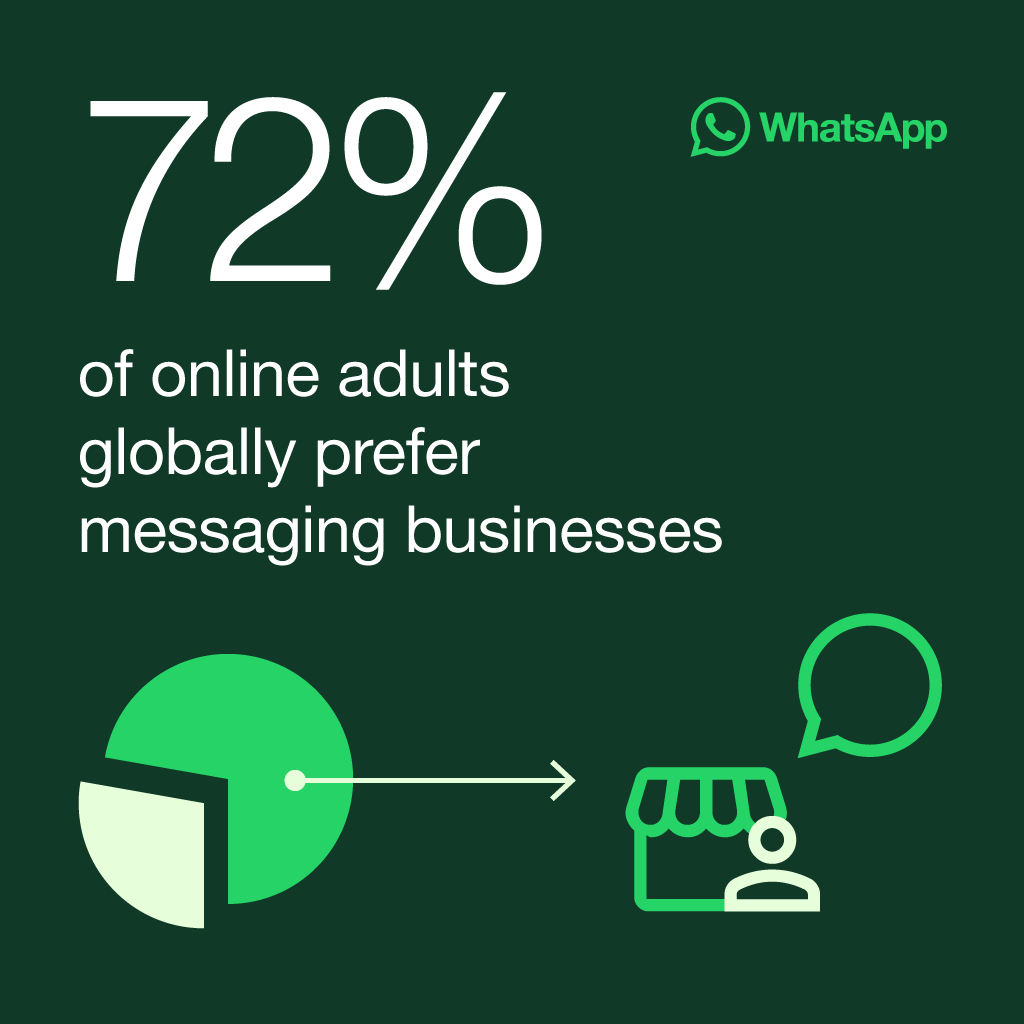 72%
WhatsApp
of online adults
globally prefer
messaging businesses